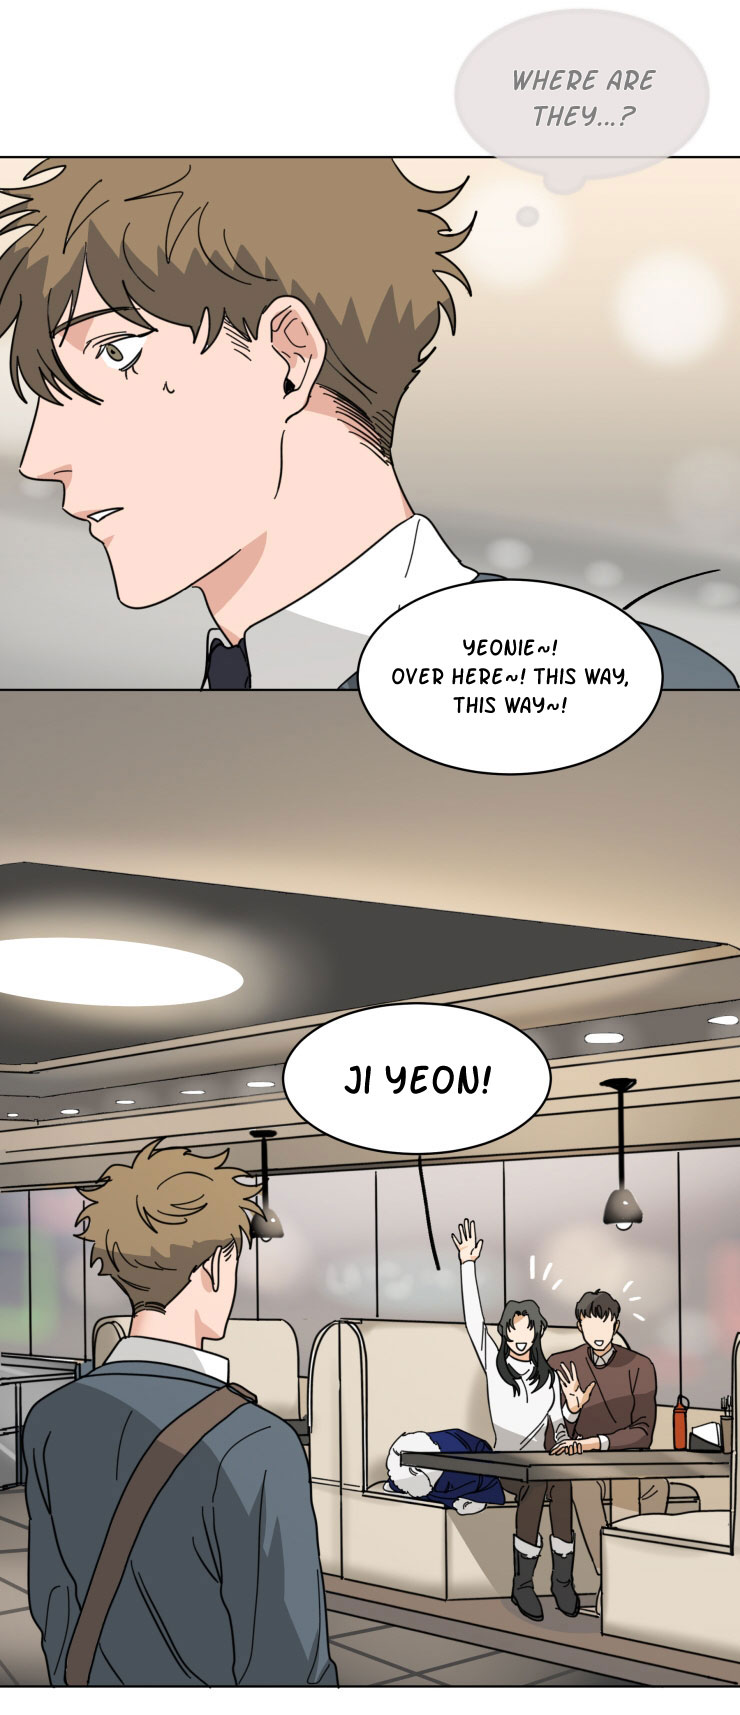 WHERE ARE
THEY...?
YEONIE~!
OVER HERE~! THIS WAY,
THIS WAY~!
JI YEON!